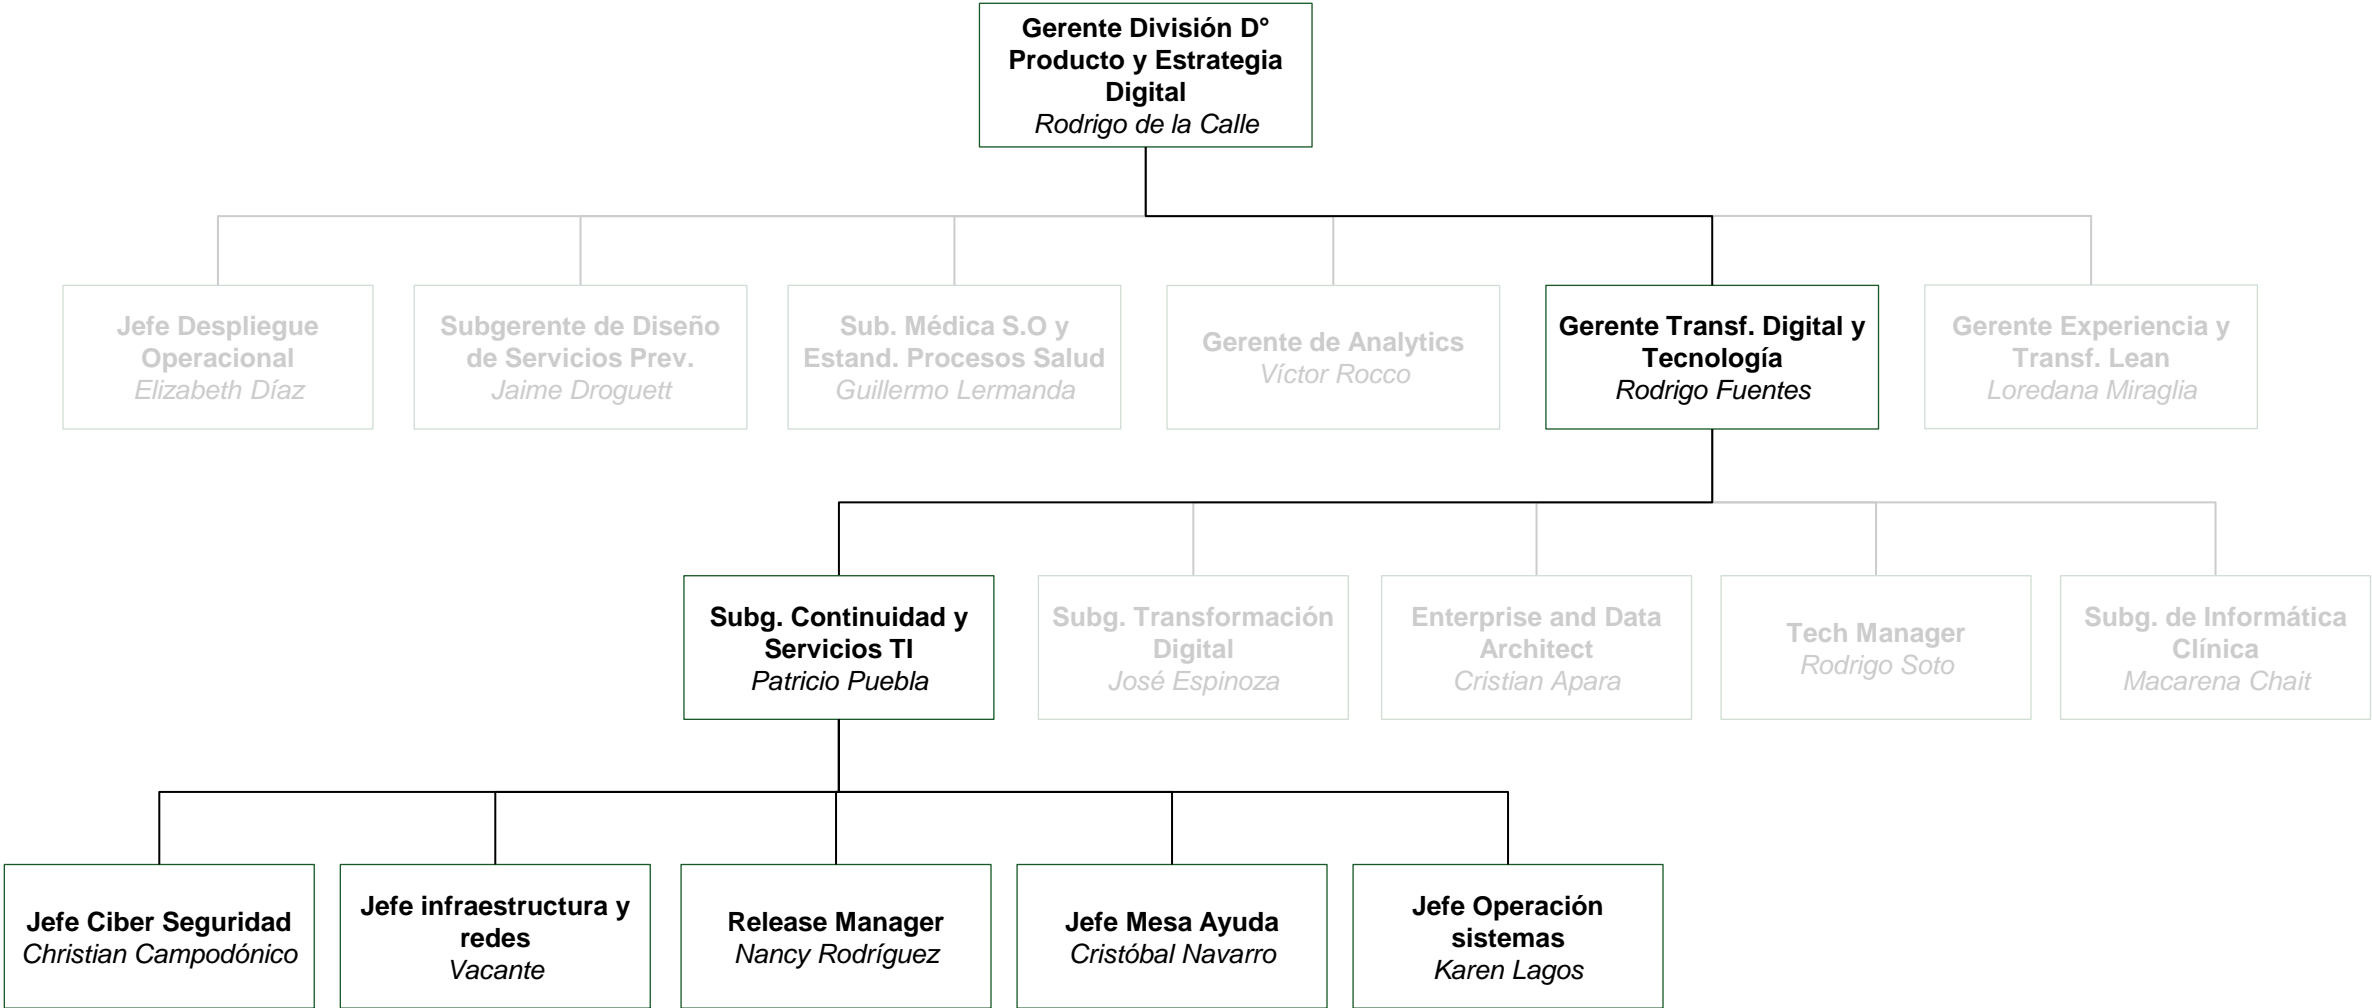 Gerente División D°
Producto y Estrategia
Digital
Rodrigo de la Calle
Jefe Despliegue
Operacional
Elizabeth Díaz
Subgerente de Diseño
de Servicios Prev.
Jaime Droguett
Sub. Médica S.O y
Estand. Procesos Salud
Guillermo Lermanda
Gerente de Analytics
Víctor Rocco
Gerente Transf. Digital y
Tecnología
Rodrigo Fuentes
Gerente Experiencia y
Transf. Lean
Loredana Miraglia
Subg. Continuidad y
Servicios TI
Patricio Puebla
Subg. Transformación
Digital
José Espinoza
Enterprise and Data
Architect
Cristian Apara
Tech Manager
Rodrigo Soto
Subg. de Informática
Clínica
Macarena Chait
Jefe Ciber Seguridad
Christian Campodónico
Jefe infraestructura y
redes
Vacante
Release Manager
Nancy Rodríguez
Jefe Mesa Ayuda
Cristóbal Navarro
Jefe Operación
sistemas
Karen Lagos